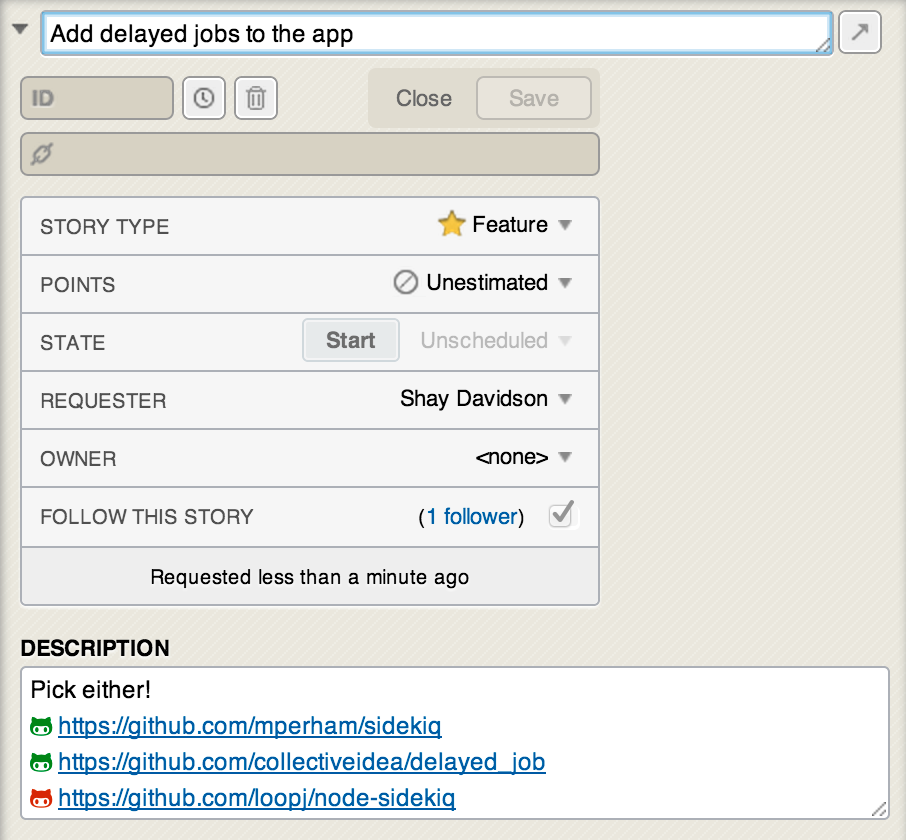 Add delayed jobs to the app
ID
Close Save
STORY TYPE Feature
POINTS Unestimated
STATE Start Unscheduled
REQUESTER Shay Davidson
OWNER <none>
FOLLOW THIS STORY (1 follower)
Requested less than a minute ago
DESCRIPTION
Pick either!
https://github.com/mperham/sidekiq
https://github.com/collectiveidea/delayed_job
https://github.com/loopj/node-sidekiq